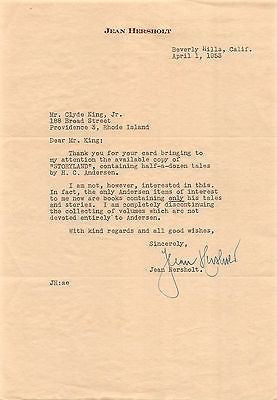 JEAN HERSHOLT
Beverly Hills, Calif.
April 1, 1953
Mr. Clyde King, Jr.
188 Broad Street
Providence 3, Rhode Island
Dear Mr. King:
Thank you for your card bringing to
my attention the available copy of
"STORYLAND", containing half-a-dozen tales
by H. C. Andersen.
I am not, however, interested in this.
In fact, the only Andersen items of interest
to me now are books containing only his tales
and stories. I am completely discontinuing
the collecting of volumes which are not
devoted entirely to Andersen.
With kind regards and all good wishes,
Sincerely,
Jean Hersholt
Jean Hersholt.
JH:ae